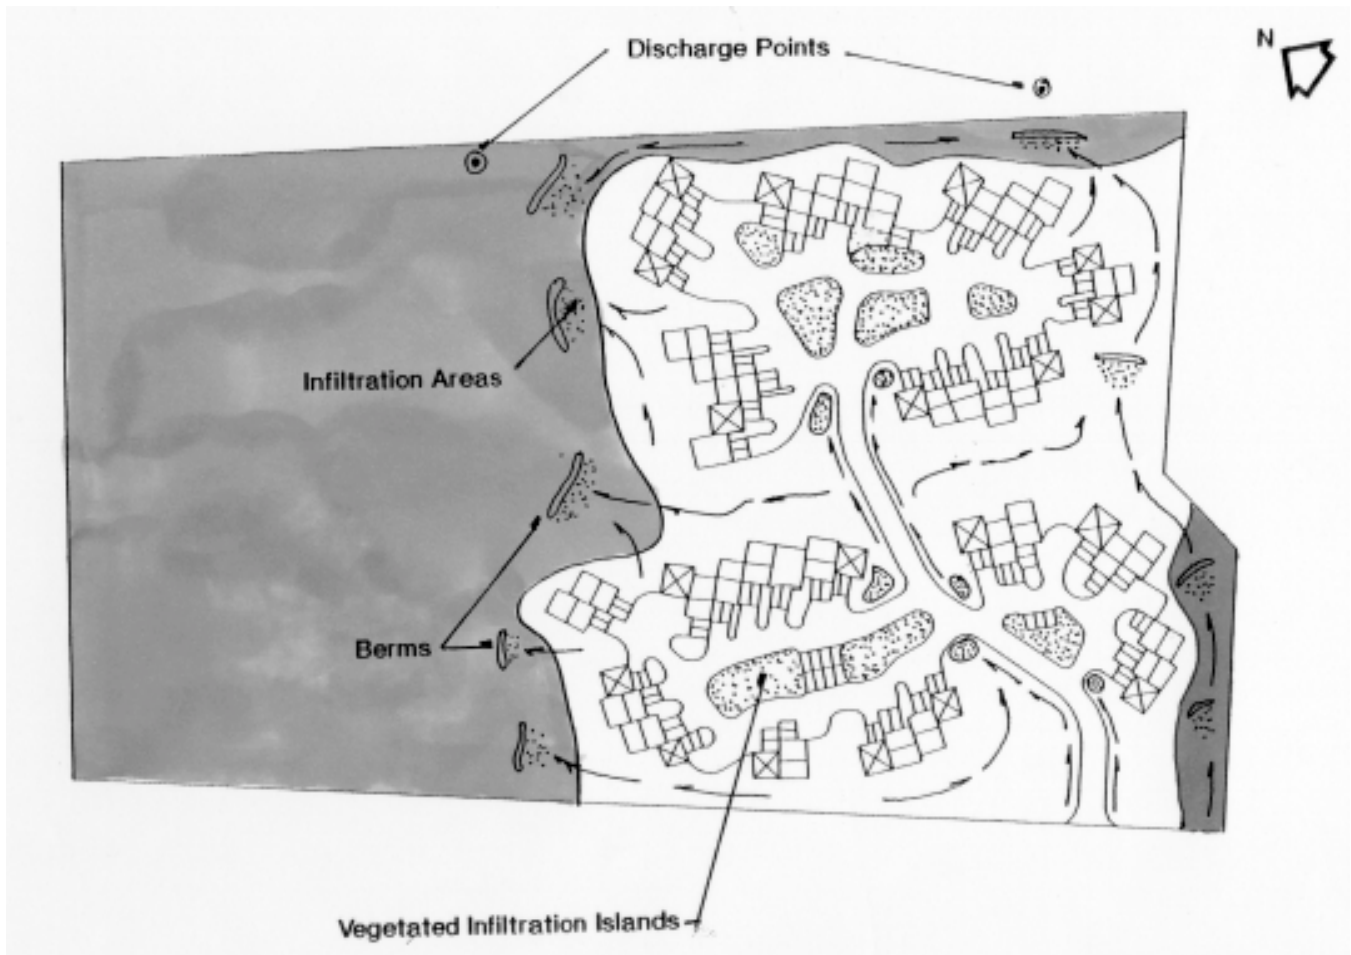 Discharge Points
N
Infiltration Areas
Berms
Vegetated Infiltration Islands